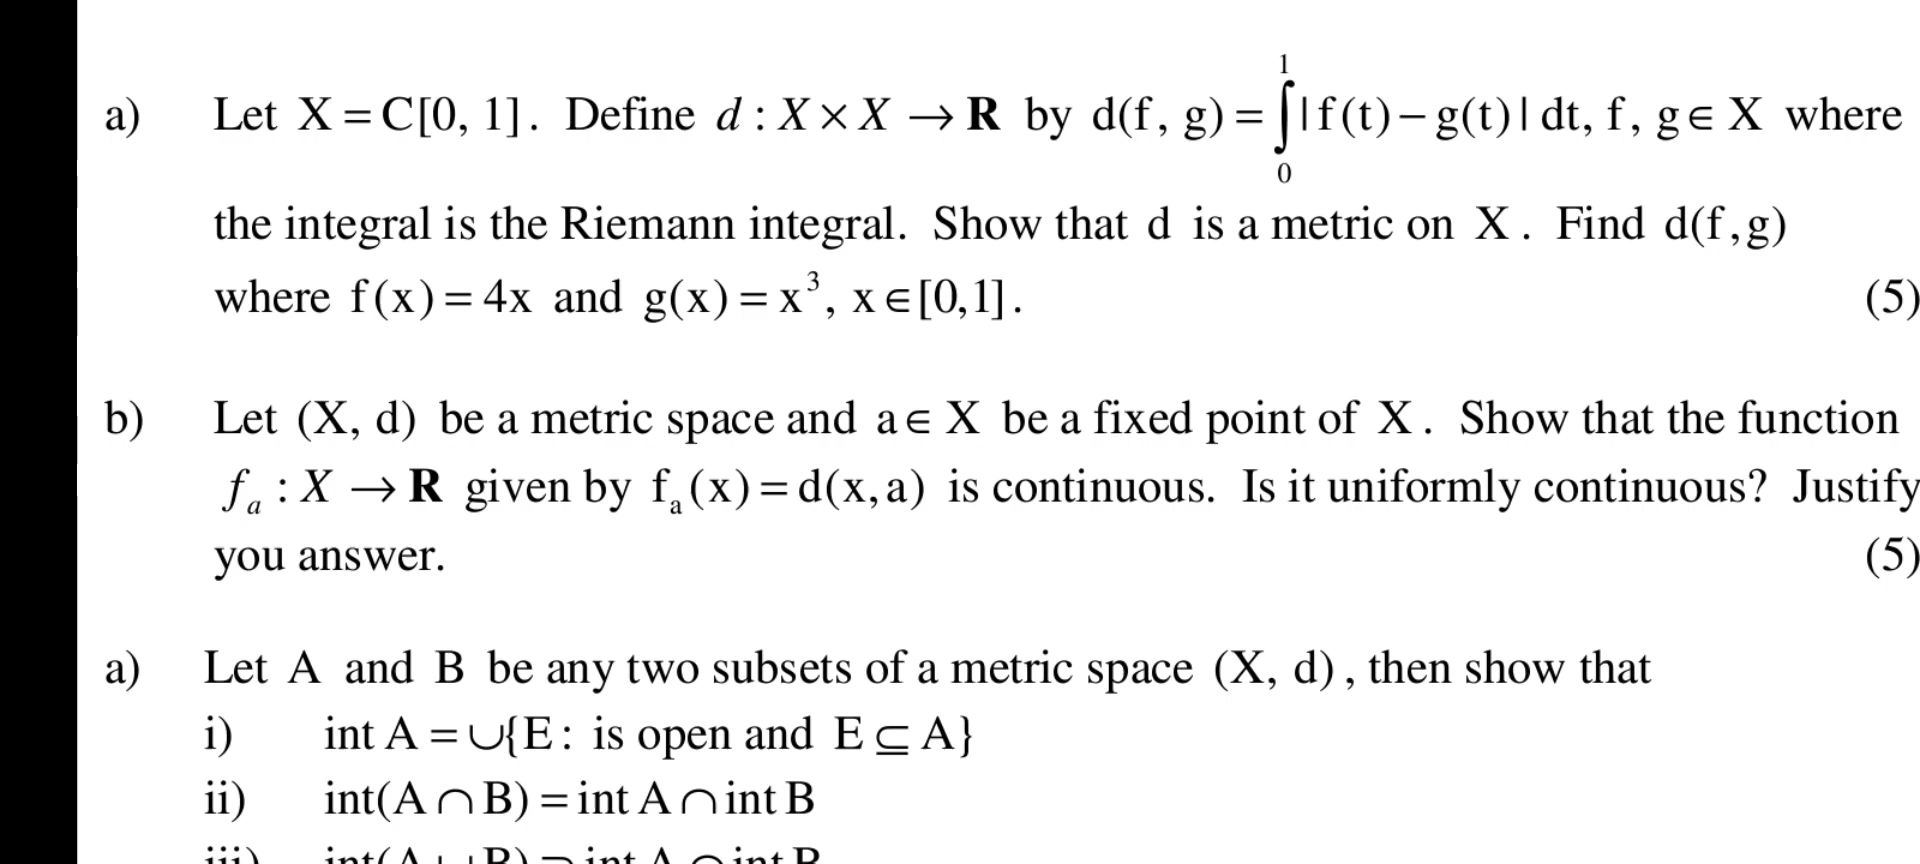 a) Let X = C[0, 1]. Define d : X × X → R by d(f, g) = ∫₀¹ | f(t) − g(t) | dt, f, g ∈ X where
the integral is the Riemann integral. Show that d is a metric on X. Find d(f,g)
where f(x) = 4x and g(x) = x³, x ∈ [0,1]. (5)
b) Let (X, d) be a metric space and a ∈ X be a fixed point of X. Show that the function
fₐ : X → R given by fₐ(x) = d(x,a) is continuous. Is it uniformly continuous? Justify
you answer. (5)
a) Let A and B be any two subsets of a metric space (X, d), then show that
i) int A = ∪{E : is open and E ⊆ A}
ii) int(A ∩ B) = int A ∩ int B